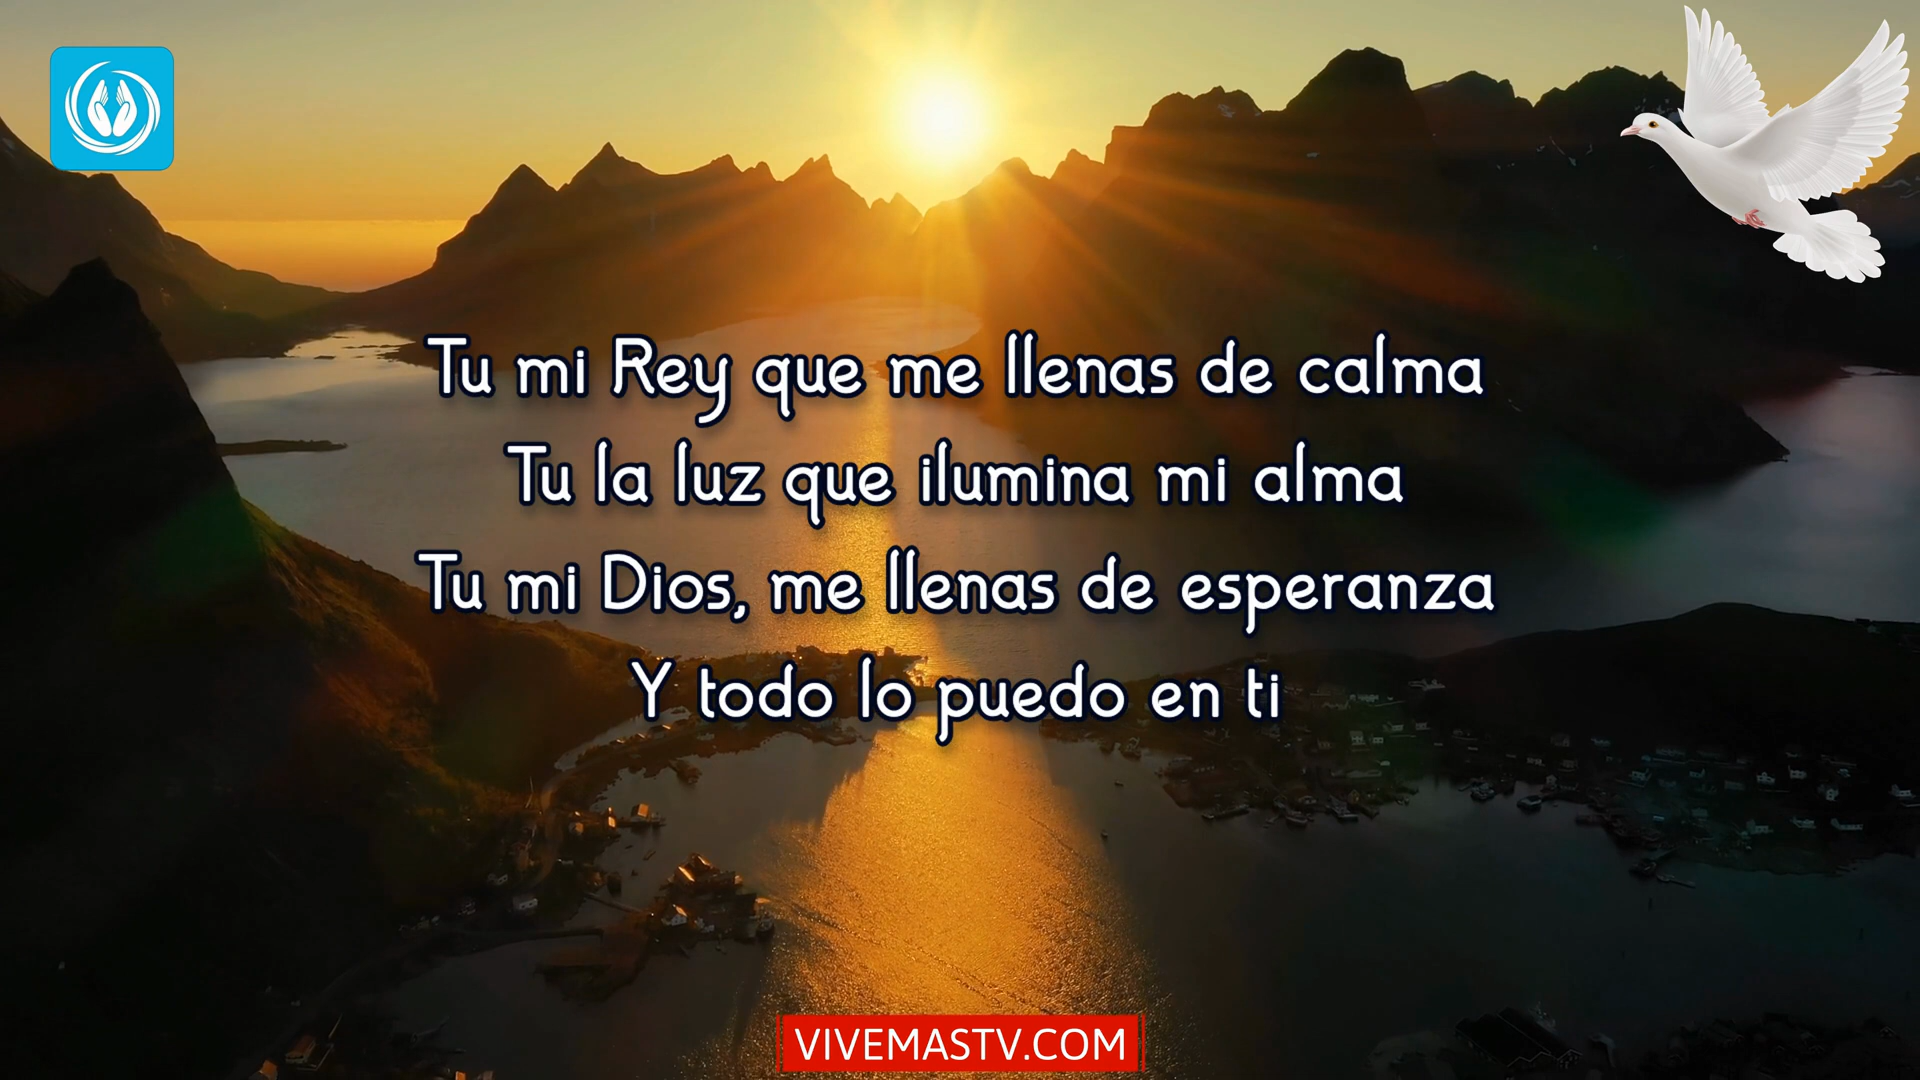 Tu mi Rey que me llenas de calma
Tu la luz que ilumina mi alma
Tu mi Dios, me llenas de esperanza
Y todo lo puedo en ti
VIVEMASTV.COM